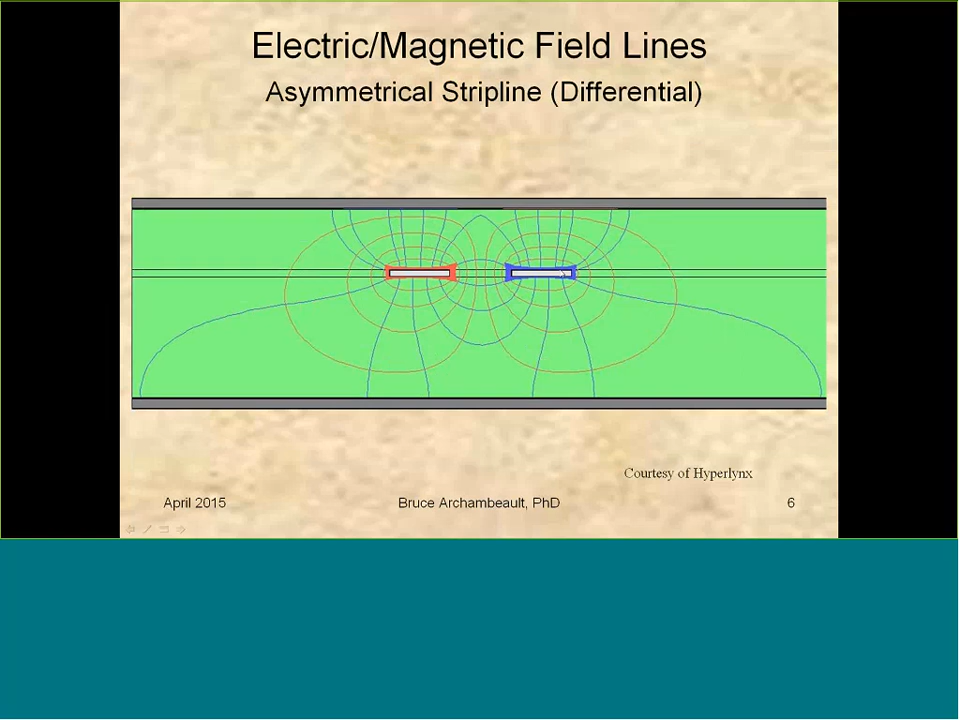 Electric/Magnetic Field Lines
Asymmetrical Stripline (Differential)
Courtesy of Hyperlynx
April 2015
Bruce Archambeault, PhD
6